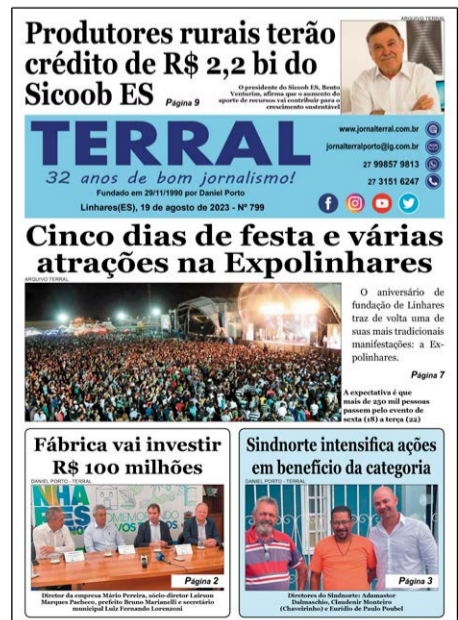 ARQUIVO TERRAL
Produtores rurais terão
crédito de R$ 2,2 bi do
Sicoob ES
Página 9
O presidente do Sicoob ES, Bento
Venturim, afirma que o aumento do
aporte de recursos vai contribuir para o
crescimento sustentável
TERRAL
32 anos de bom jornalismo!
Fundado em 29/11/1990 por Daniel Porto
Linhares(ES), 19 de agosto de 2023 - Nº 799
www.jornalterral.com.br
jornalterralporto@ig.com.br
27 99857 9813
27 3151 6247
Cinco dias de festa e várias
atrações na Expolinhares
ARQUIVO TERRAL
O aniversário de
fundação de Linhares
traz de volta uma de
suas mais tradicionais
manifestações: a Ex-
polinhares.
Página 7
A expectativa é que
mais de 250 mil pessoas
passem pelo evento de
sexta (18) a terça (22)
Fábrica vai investir
R$ 100 milhões
DANIEL PORTO - TERRAL
NHA
RES
Página 2
Diretor da empresa Mário Pereira, sócio-diretor Lairson
Marques Pacheco, prefeito Bruno Marianelli e secretário
municipal Luiz Fernando Lorenzoni
Sindnorte intensifica ações
em benefício da categoria
DANIEL PORTO - TERRAL
Página 3
Diretores do Sindnorte: Adamastor
Dalmaschio, Claudenir Monteiro
(Chaveirinho) e Eurídio de Paulo Poubel